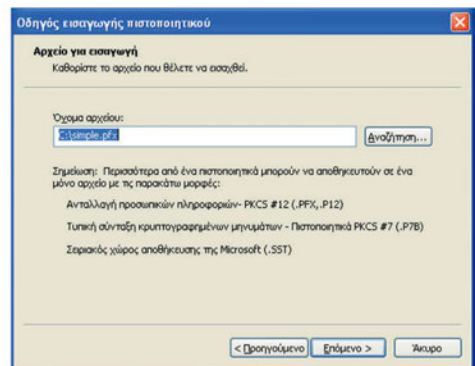 Οδηγός εισαγωγής πιστοποιητικού
Αρχείο για εισαγωγή
Καθορίστε το αρχείο που θέλετε να εισαχθεί.
Όνομα αρχείου:
C:\simple.pfx
Αναζήτηση...
Σημείωση: Περισσότερα από ένα πιστοποιητικά μπορούν να αποθηκευτούν σε ένα
μόνο αρχείο με τις παρακάτω μορφές:
Ανταλλαγή προσωπικών πληροφοριών- PKCS #12 (.PFX,.P12)
Τυπική σύνταξη κρυπτογραφημένων μηνυμάτων - Πιστοποιητικά PKCS #7 (.P7B)
Σειριακός χώρος αποθήκευσης της Microsoft (.SST)
< Προηγούμενο
Επόμενο >
Άκυρο